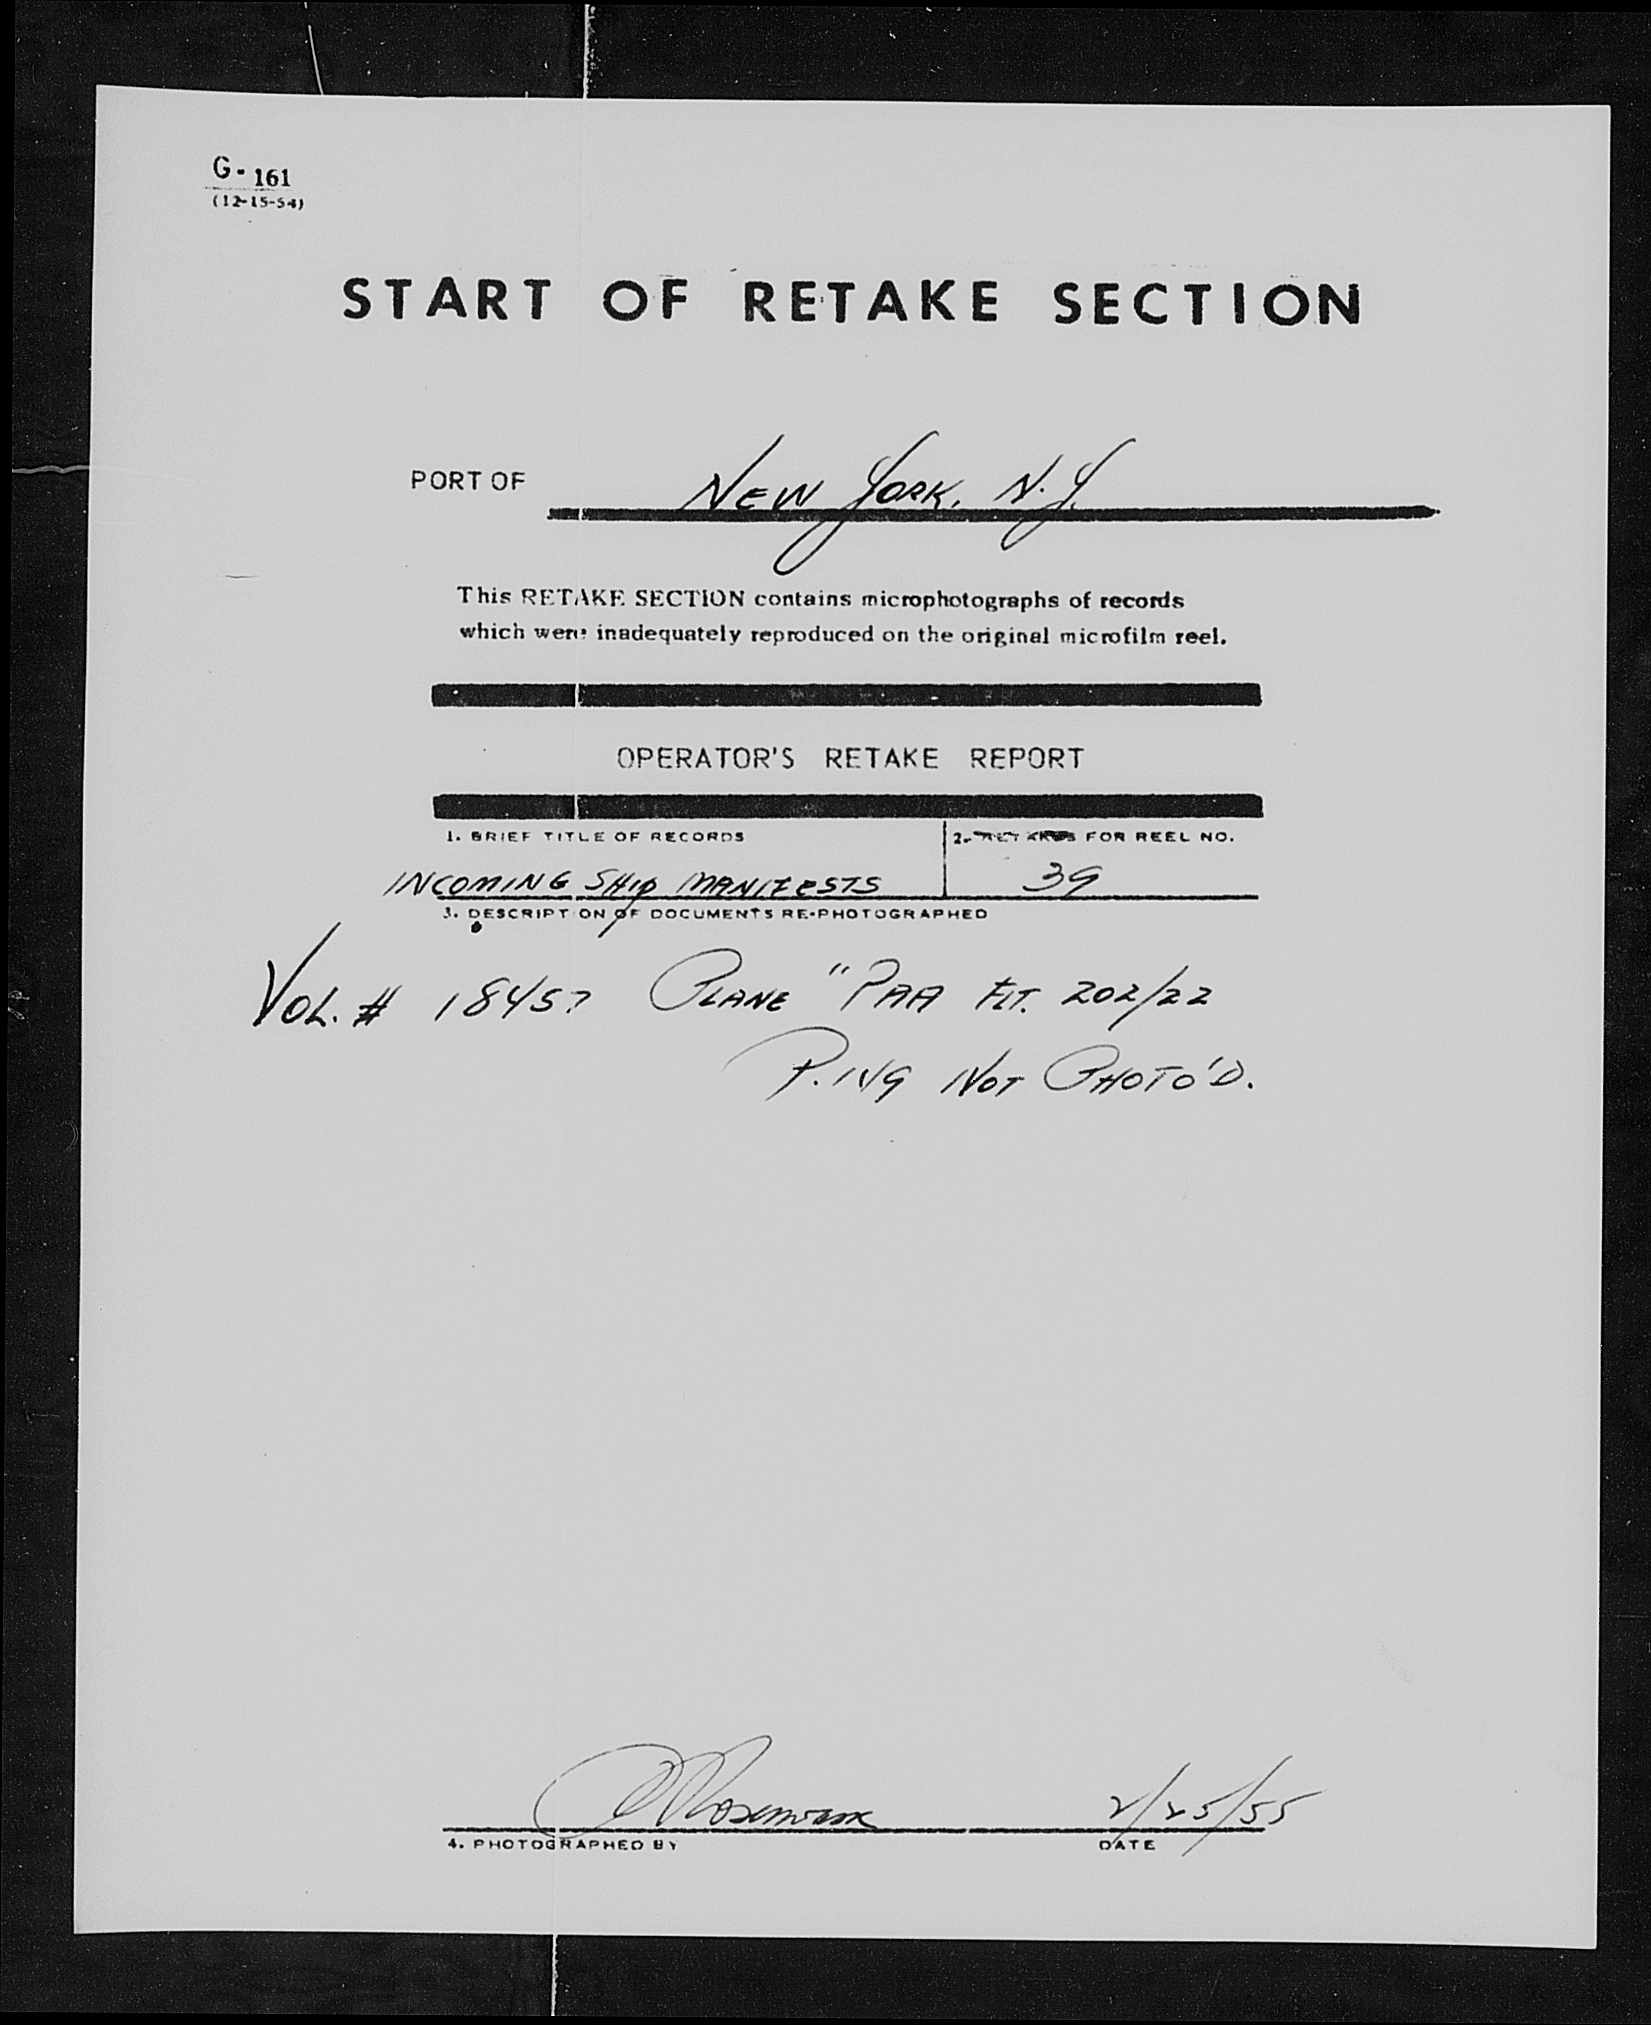 G-161
(12-15-54)
START OF RETAKE SECTION
PORT OF NEW YORK, N.Y.
This RETAKE SECTION contains microphotographs of records
which were inadequately reproduced on the original microfilm reel.
OPERATOR'S RETAKE REPORT
1. BRIEF TITLE OF RECORDS 2. RETAKES FOR REEL NO.
INCOMING SHIP MANIFESTS 39
3. DESCRIPTION OF DOCUMENTS RE-PHOTOGRAPHED
VOL. # 18457 PLANE "PAA FLT. 202/22
NOT PHOTO'D.
2/25/55
4. PHOTOGRAPHED BY DATE